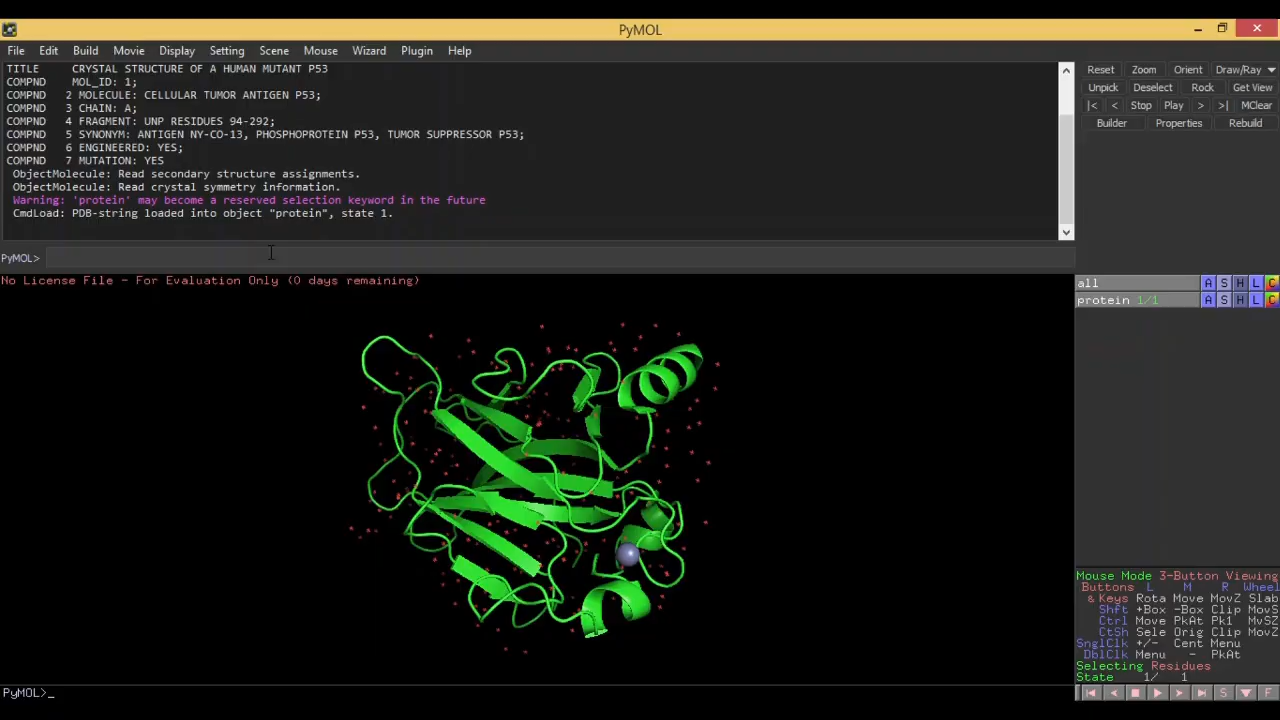 PyMOL
File Edit Build Movie Display Setting Scene Mouse Wizard Plugin Help
TITLE CRYSTAL STRUCTURE OF A HUMAN MUTANT P53
COMPND MOL_ID: 1;
COMPND 2 MOLECULE: CELLULAR TUMOR ANTIGEN P53;
COMPND 3 CHAIN: A;
COMPND 4 FRAGMENT: UNP RESIDUES 94-292;
COMPND 5 SYNONYM: ANTIGEN NY-CO-13, PHOSPHOPROTEIN P53, TUMOR SUPPRESSOR P53;
COMPND 6 ENGINEERED: YES;
COMPND 7 MUTATION: YES
ObjectMolecule: Read secondary structure assignments.
ObjectMolecule: Read crystal symmetry information.
Warning: 'protein' may become a reserved selection keyword in the future
CmdLoad: PDB-string loaded into object "protein", state 1.
Reset Zoom Orient Draw/Ray
Unpick Deselect Rock Get View
|< < Stop Play > >| MClear
Builder Properties Rebuild
PyMOL>
No License File - For Evaluation Only (0 days remaining)
all A S H L C
protein 1/1 A S H L C
Mouse Mode 3-Button Viewing
Buttons L M R Wheel
& Keys Rota Move MovZ Slab
Shft +Box -Box Clip MovS
Ctrl Move PkAt Pk1 MvSZ
CtSh Sele Orig Clip MovZ
SnglClk +/- Cent Menu
DblClk Menu - PkAt
Selecting Residues
State 1/ 1
S F
PyMOL>_